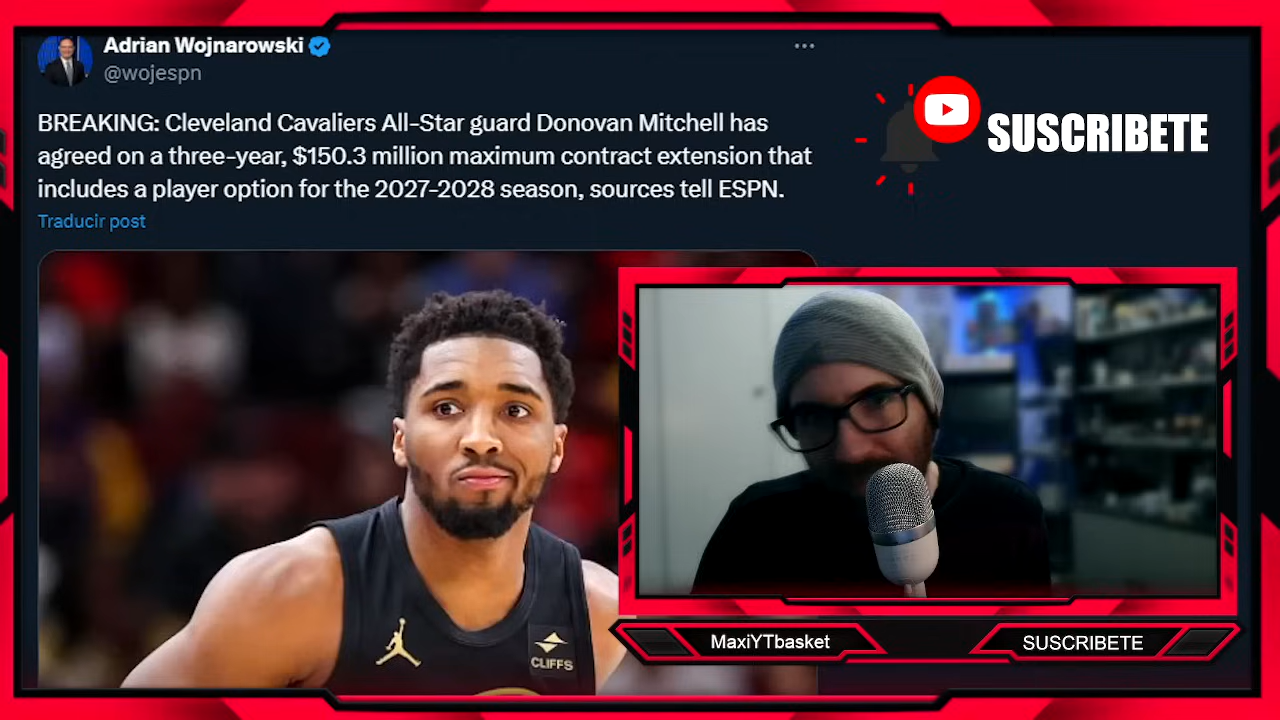 Adrian Wojnarowski
@wojespn
BREAKING: Cleveland Cavaliers All-Star guard Donovan Mitchell has
agreed on a three-year, $150.3 million maximum contract extension that
includes a player option for the 2027-2028 season, sources tell ESPN.
Traducir post
SUSCRIBETE
CLIFFS
MaxiYTbasket
SUSCRIBETE